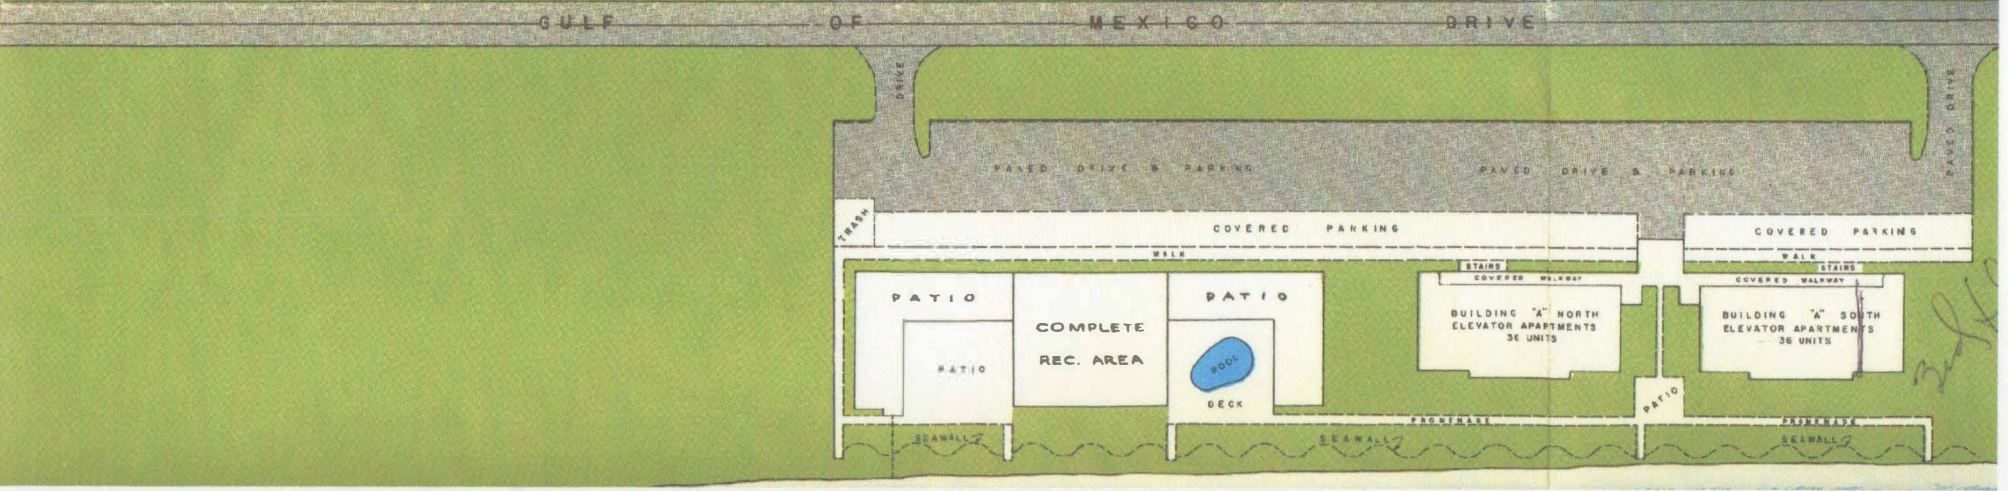 GULF OF MEXICO DRIVE
DRIVE
PAVED DRIVE
PAVED DRIVE & PARKING
PAVED DRIVE & PARKING
TRASH
COVERED PARKING
COVERED PARKING
WALK
WALK
STAIRS
STAIRS
COVERED WALKWAY
COVERED WALKWAY
PATIO
PATIO
COMPLETE
REC. AREA
PATIO
POOL
DECK
BUILDING "A" NORTH
ELEVATOR APARTMENTS
36 UNITS
BUILDING "A" SOUTH
ELEVATOR APARTMENTS
36 UNITS
PATIO
PROMENADE
PROMENADE
SEAWALL
SEAWALL
SEAWALL